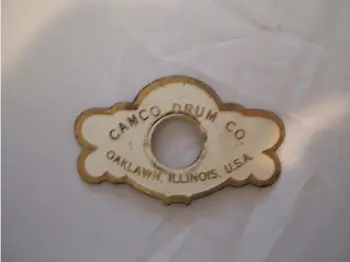 CAMCO DRUM CO.
OAKLAWN, ILLINOIS, U.S.A.